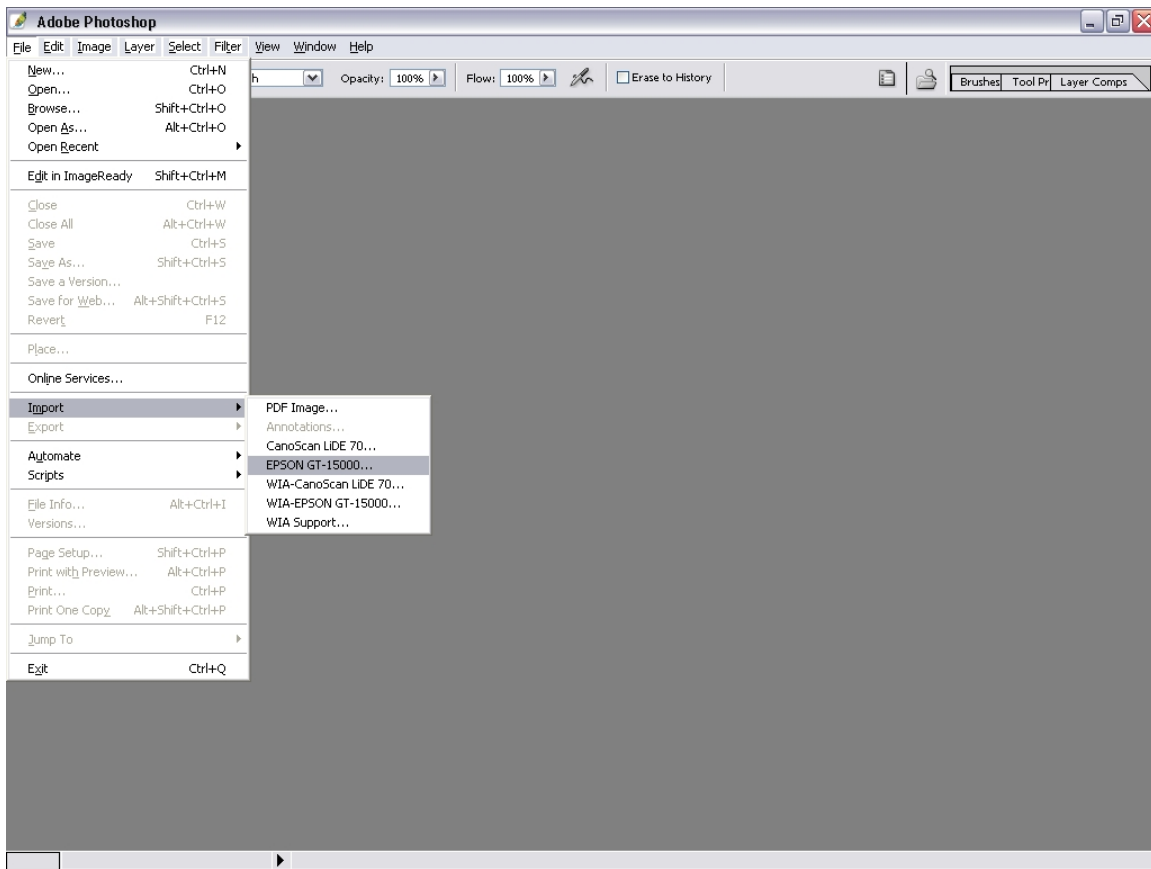 Adobe Photoshop
File Edit Image Layer Select Filter View Window Help
h Opacity: 100% Flow: 100% Erase to History Brushes Tool Pr Layer Comps
New... Ctrl+N
Open... Ctrl+O
Browse... Shift+Ctrl+O
Open As... Alt+Ctrl+O
Open Recent
Edit in ImageReady Shift+Ctrl+M
Close Ctrl+W
Close All Alt+Ctrl+W
Save Ctrl+S
Save As... Shift+Ctrl+S
Save a Version...
Save for Web... Alt+Shift+Ctrl+S
Revert F12
Place...
Online Services...
Import
Export
Automate
Scripts
File Info... Alt+Ctrl+I
Versions...
Page Setup... Shift+Ctrl+P
Print with Preview... Alt+Ctrl+P
Print... Ctrl+P
Print One Copy Alt+Shift+Ctrl+P
Jump To
Exit Ctrl+Q
PDF Image...
Annotations...
CanoScan LiDE 70...
EPSON GT-15000...
WIA-CanoScan LiDE 70...
WIA-EPSON GT-15000...
WIA Support...